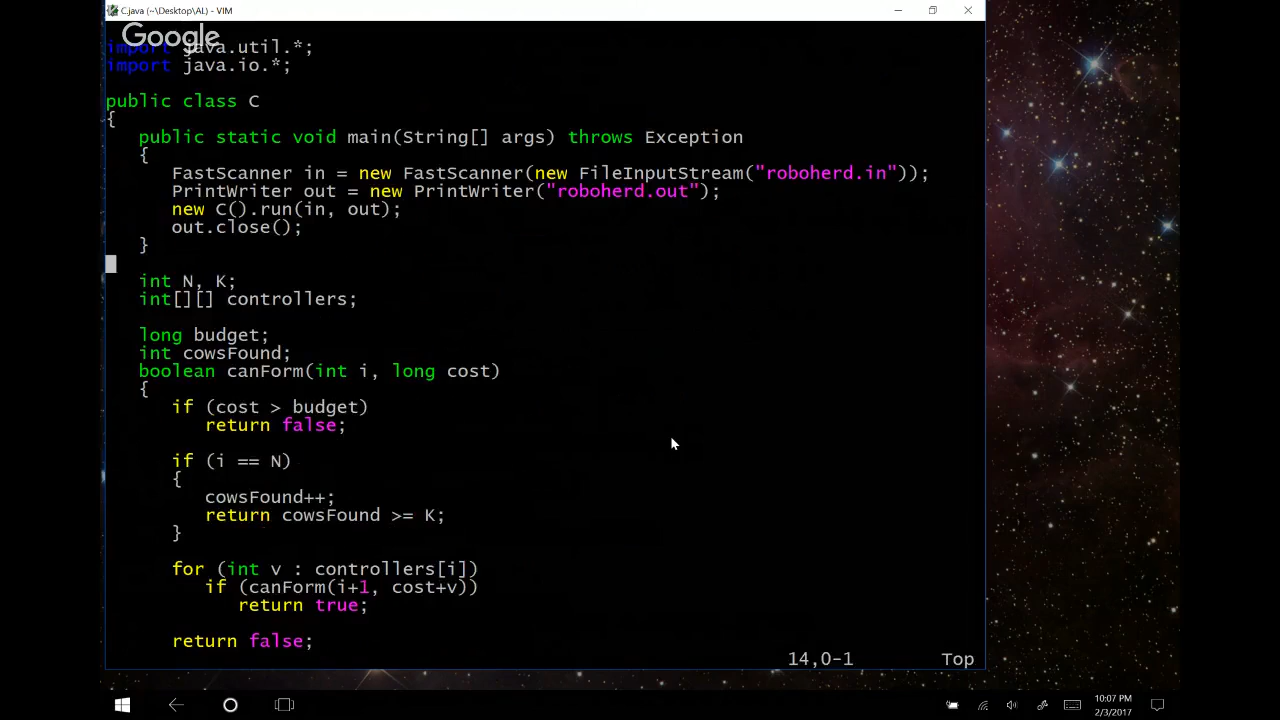 C.java (~\Desktop\AL) - VIM
Google
import java.util.*;
import java.io.*;
public class C
{
public static void main(String[] args) throws Exception
{
FastScanner in = new FastScanner(new FileInputStream("roboherd.in"));
PrintWriter out = new PrintWriter("roboherd.out");
new C().run(in, out);
out.close();
}
int N, K;
int[][] controllers;
long budget;
int cowsFound;
boolean canForm(int i, long cost)
{
if (cost > budget)
return false;
if (i == N)
{
cowsFound++;
return cowsFound >= K;
}
for (int v : controllers[i])
if (canForm(i+1, cost+v))
return true;
return false;
14,0-1 Top
10:07 PM
2/3/2017